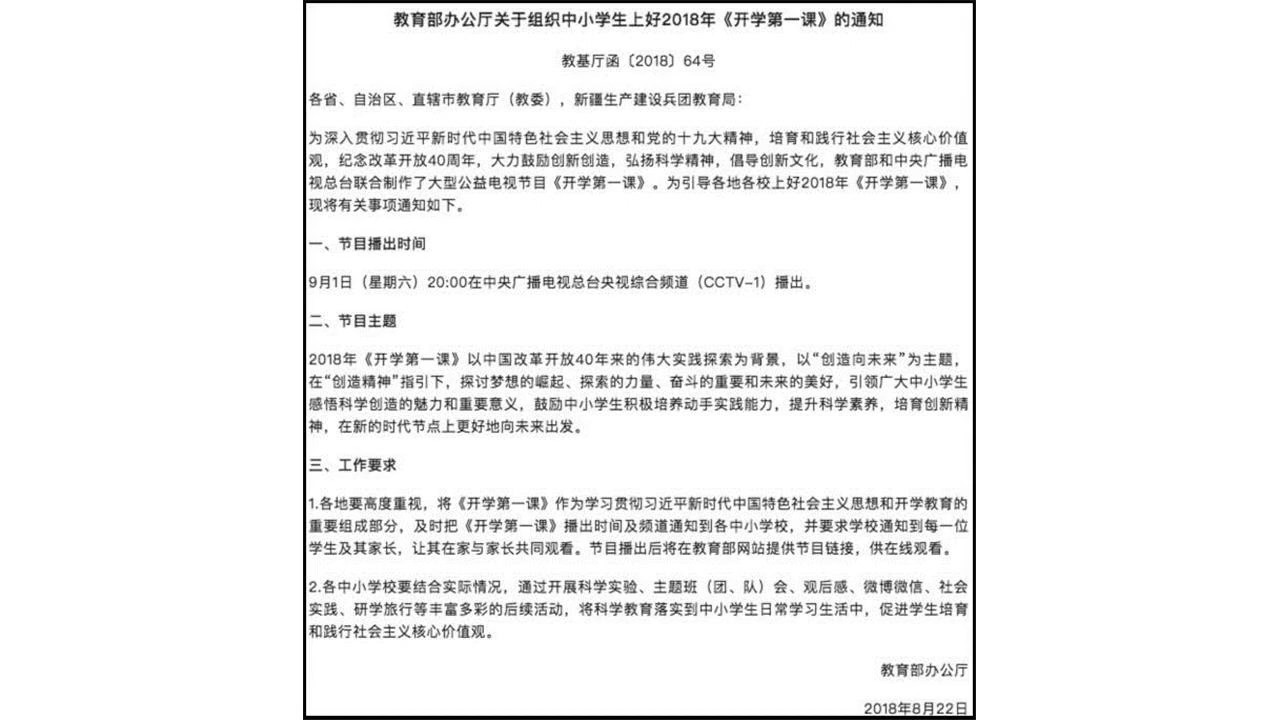 教育部办公厅关于组织中小学生上好2018年《开学第一课》的通知
教基厅函〔2018〕64号
各省、自治区、直辖市教育厅（教委），新疆生产建设兵团教育局：
为深入贯彻习近平新时代中国特色社会主义思想和党的十九大精神，培育和践行社会主义核心价值
观，纪念改革开放40周年，大力鼓励创新创造，弘扬科学精神，倡导创新文化，教育部和中央广播电
视总台联合制作了大型公益电视节目《开学第一课》。为引导各地各校上好2018年《开学第一课》，
现将有关事项通知如下。
一、节目播出时间
9月1日（星期六）20:00在中央广播电视总台央视综合频道（CCTV-1）播出。
二、节目主题
2018年《开学第一课》以中国改革开放40年来的伟大实践探索为背景，以“创造向未来”为主题，
在“创造精神”指引下，探讨梦想的崛起、探索的力量、奋斗的重要和未来的美好，引领广大中小学生
感悟科学创造的魅力和重要意义，鼓励中小学生积极培养动手实践能力，提升科学素养，培育创新精
神，在新的时代节点上更好地向未来出发。
三、工作要求
1.各地要高度重视，将《开学第一课》作为学习贯彻习近平新时代中国特色社会主义思想和开学教育的
重要组成部分，及时把《开学第一课》播出时间及频道通知到各中小学校，并要求学校通知到每一位
学生及其家长，让其在家与家长共同观看。节目播出后将在教育部网站提供节目链接，供在线观看。
2.各中小学校要结合实际情况，通过开展科学实验、主题班（团、队）会、观后感、微博微信、社会
实践、研学旅行等丰富多彩的后续活动，将科学教育落实到中小学生日常学习生活中，促进学生培育
和践行社会主义核心价值观。
教育部办公厅
2018年8月22日